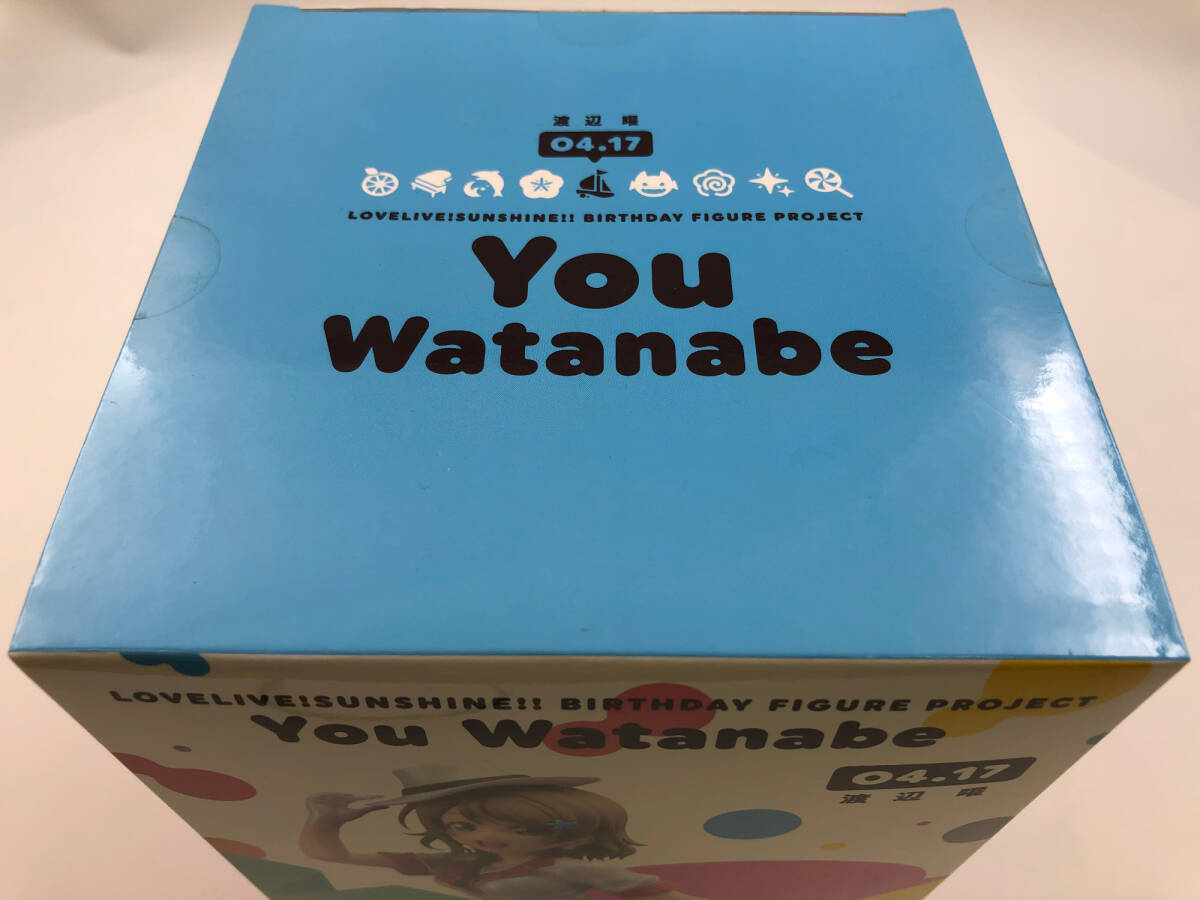 渡辺 曜
04.17
LOVELIVE!SUNSHINE!! BIRTHDAY FIGURE PROJECT
You
Watanabe
LOVELIVE!SUNSHINE!! BIRTHDAY FIGURE PROJECT
You Watanabe
04.17
渡辺 曜